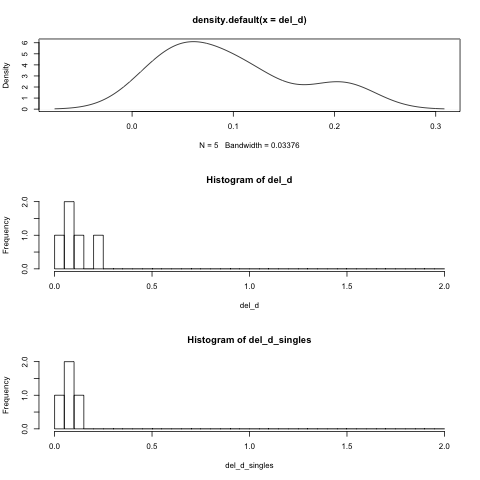 density.default(x = del_d)
Density
0 1 2 3 4 5 6
0.0 0.1 0.2 0.3
N = 5 Bandwidth = 0.03376
Histogram of del_d
Frequency
0.0 1.0 2.0
0.0 0.5 1.0 1.5 2.0
del_d
Histogram of del_d_singles
Frequency
0.0 1.0 2.0
0.0 0.5 1.0 1.5 2.0
del_d_singles